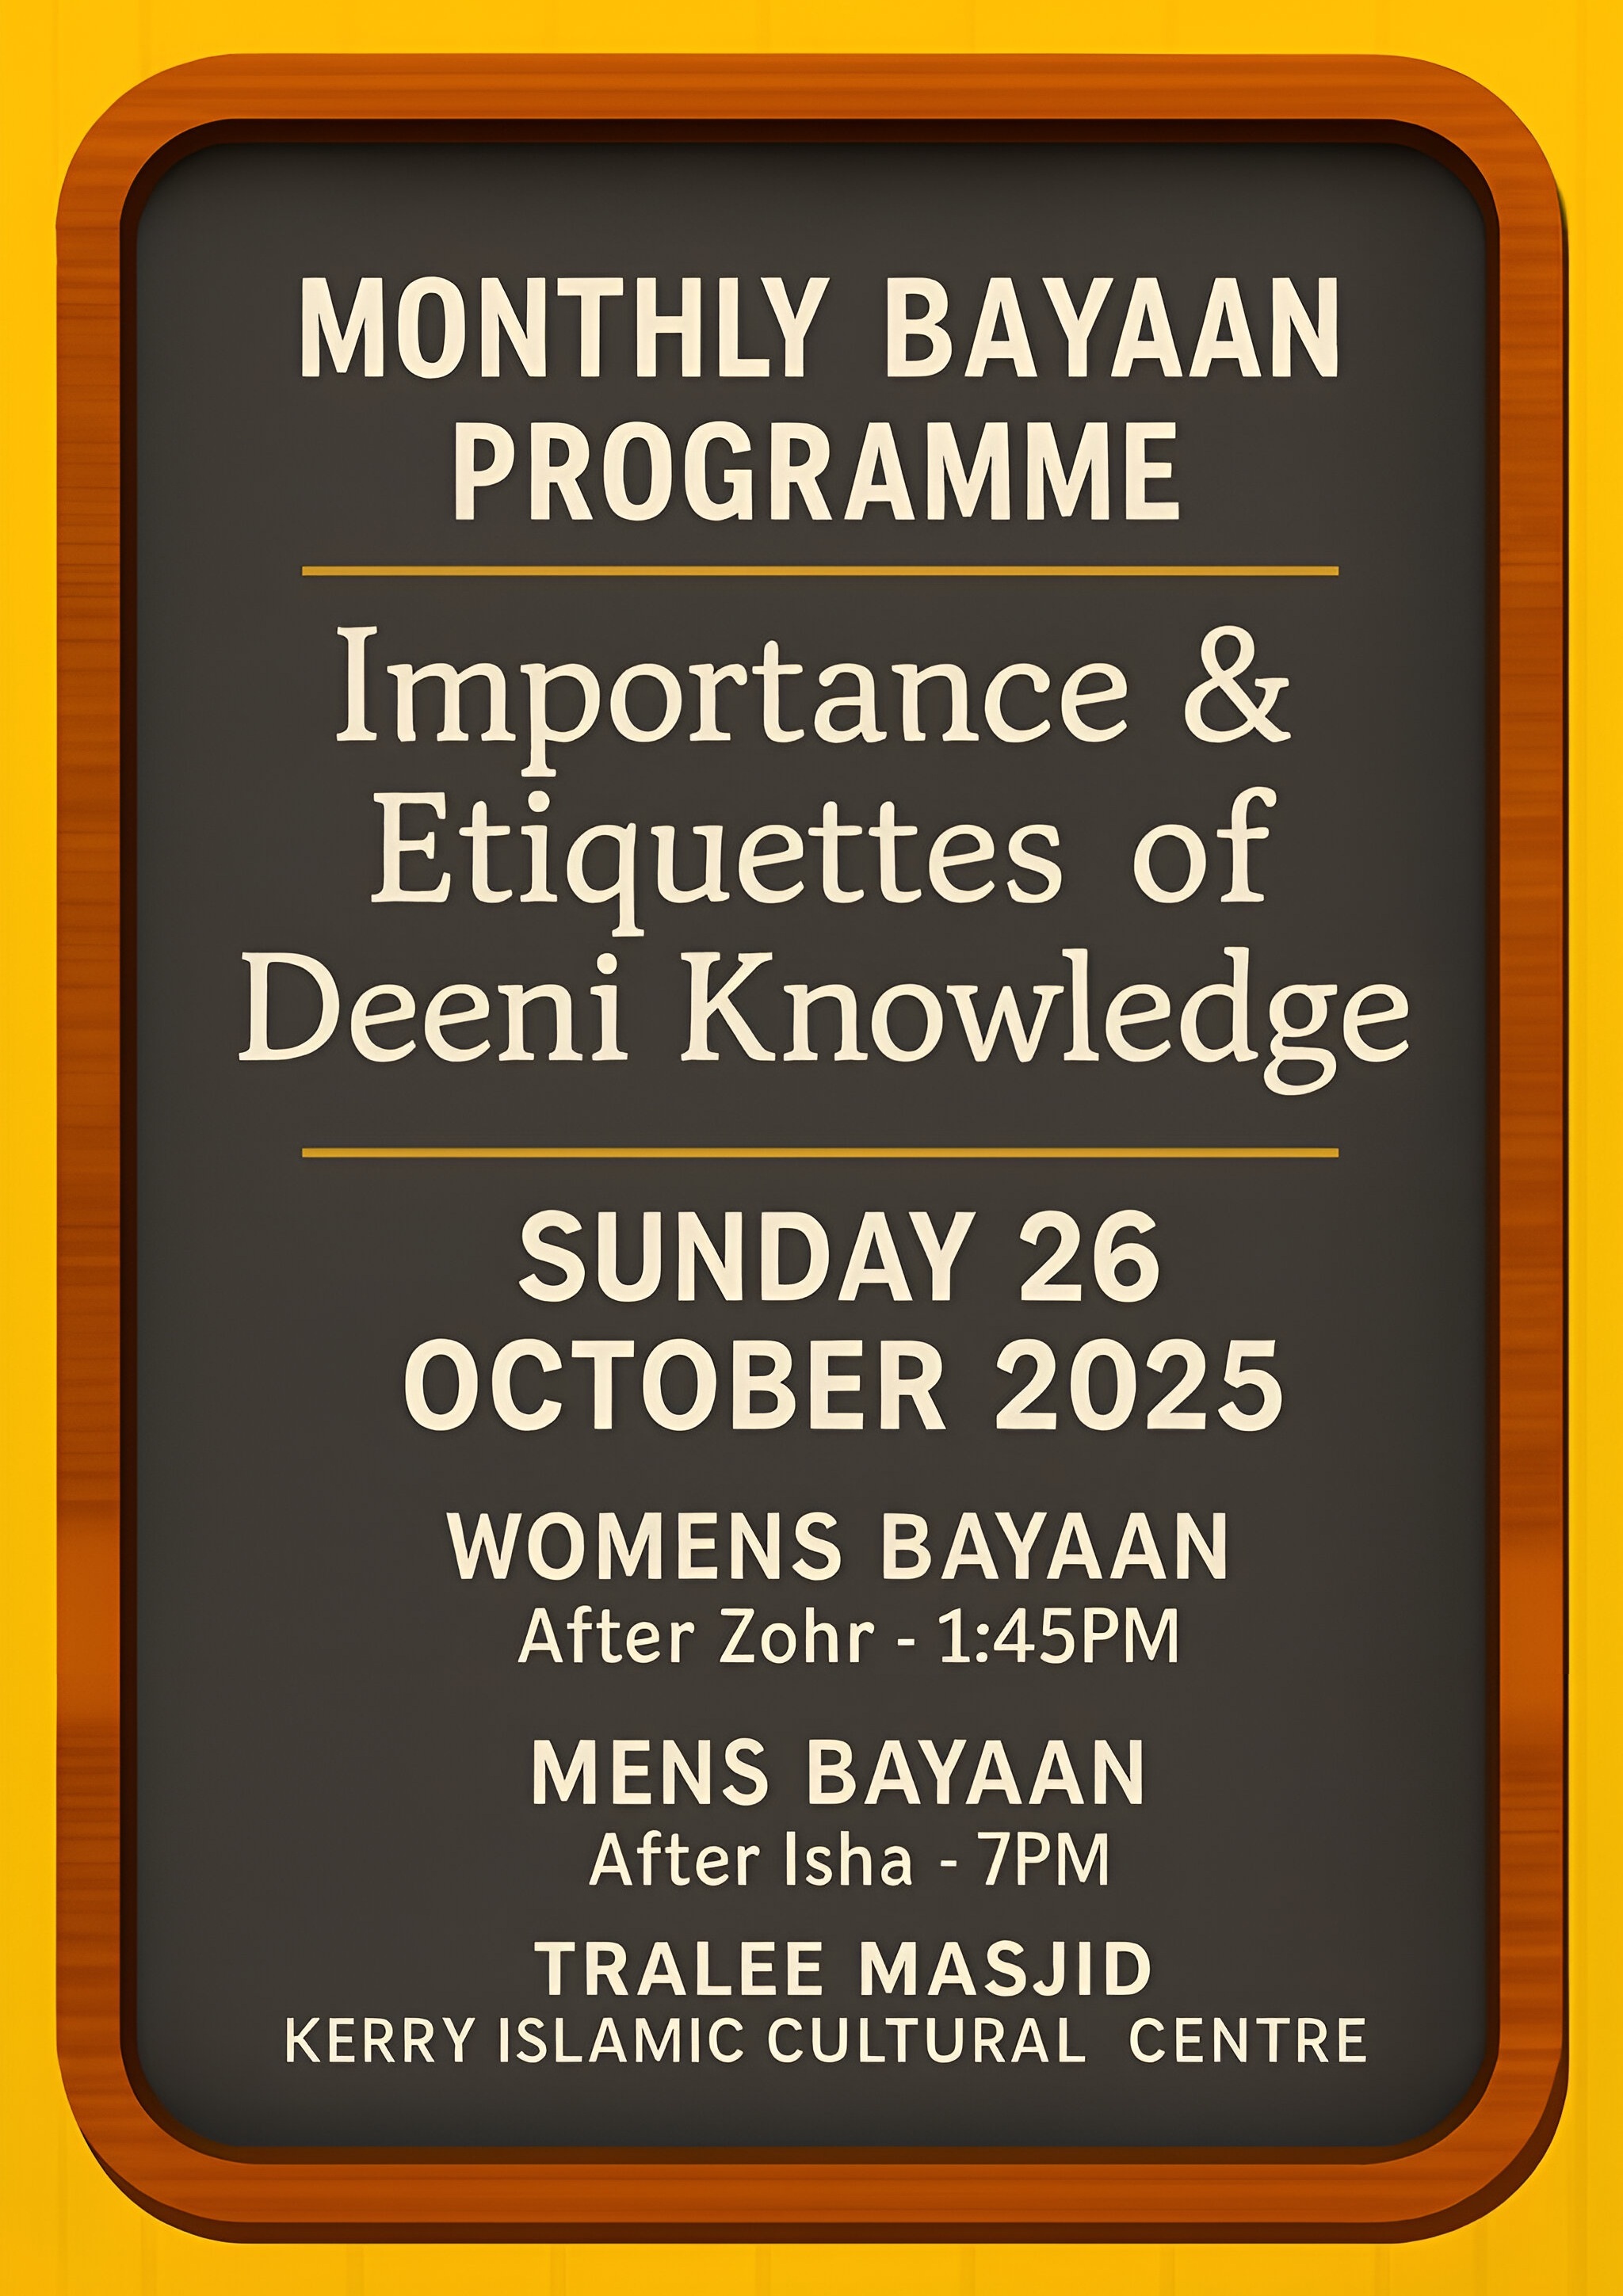 MONTHLY BAYAAN
PROGRAMME
Importance &
Etiquettes of
Deeni Knowledge
SUNDAY 26
OCTOBER 2025
WOMENS BAYAAN
After Zohr - 1:45PM
MENS BAYAAN
After Isha - 7PM
TRALEE MASJID
KERRY ISLAMIC CULTURAL CENTRE